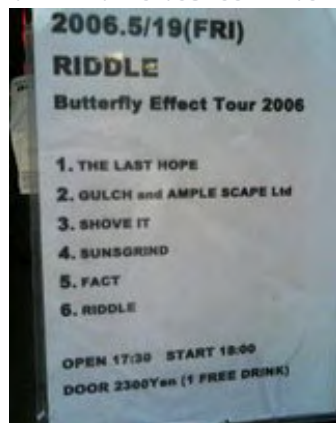 2006.5/19(FRI)
RIDDLE
Butterfly Effect Tour 2006
1. THE LAST HOPE
2. GULCH and AMPLE SCAPE Ltd
3. SHOVE IT
4. SUNSGRIND
5. FACT
6. RIDDLE
OPEN 17:30 START 18:00
DOOR 2300Yen (1 FREE DRINK)